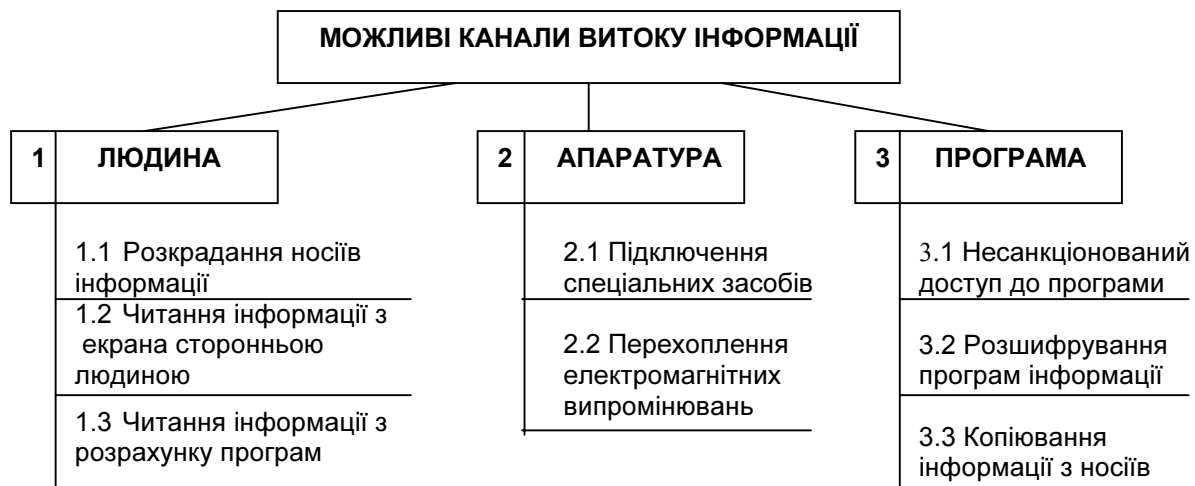 МОЖЛИВІ КАНАЛИ ВИТОКУ ІНФОРМАЦІЇ
1 ЛЮДИНА
1.1 Розкрадання носіїв
інформації
1.2 Читання інформації з
екрана сторонньою
людиною
1.3 Читання інформації з
розрахунку програм
2 АПАРАТУРА
2.1 Підключення
спеціальних засобів
2.2 Перехоплення
електромагнітних
випромінювань
3 ПРОГРАМА
3.1 Несанкціонований
доступ до програми
3.2 Розшифрування
програм інформації
3.3 Копіювання
інформації з носіїв